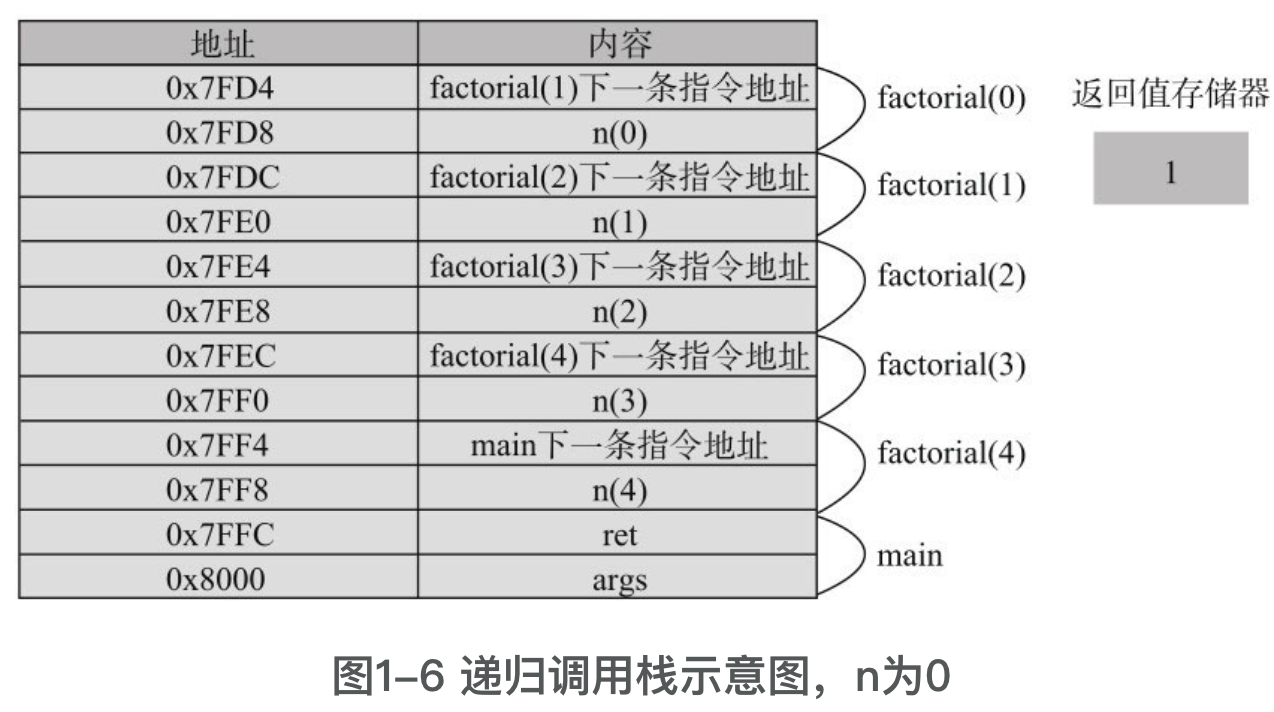 地址 内容
0x7FD4 factorial(1)下一条指令地址
factorial(0) 返回值存储器
0x7FD8 n(0)
0x7FDC factorial(2)下一条指令地址
factorial(1) 1
0x7FE0 n(1)
0x7FE4 factorial(3)下一条指令地址
factorial(2)
0x7FE8 n(2)
0x7FEC factorial(4)下一条指令地址
factorial(3)
0x7FF0 n(3)
0x7FF4 main下一条指令地址
factorial(4)
0x7FF8 n(4)
0x7FFC ret
main
0x8000 args
图1-6 递归调用栈示意图，n为0